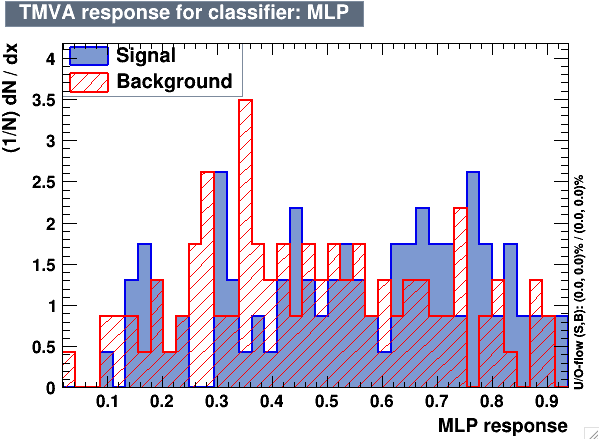 TMVA response for classifier: MLP
(1/N) dN / dx
Signal
Background
4
3.5
3
2.5
2
1.5
1
0.5
0
0.1 0.2 0.3 0.4 0.5 0.6 0.7 0.8 0.9
MLP response
U/O-flow (S,B): (0.0, 0.0)% / (0.0, 0.0)%